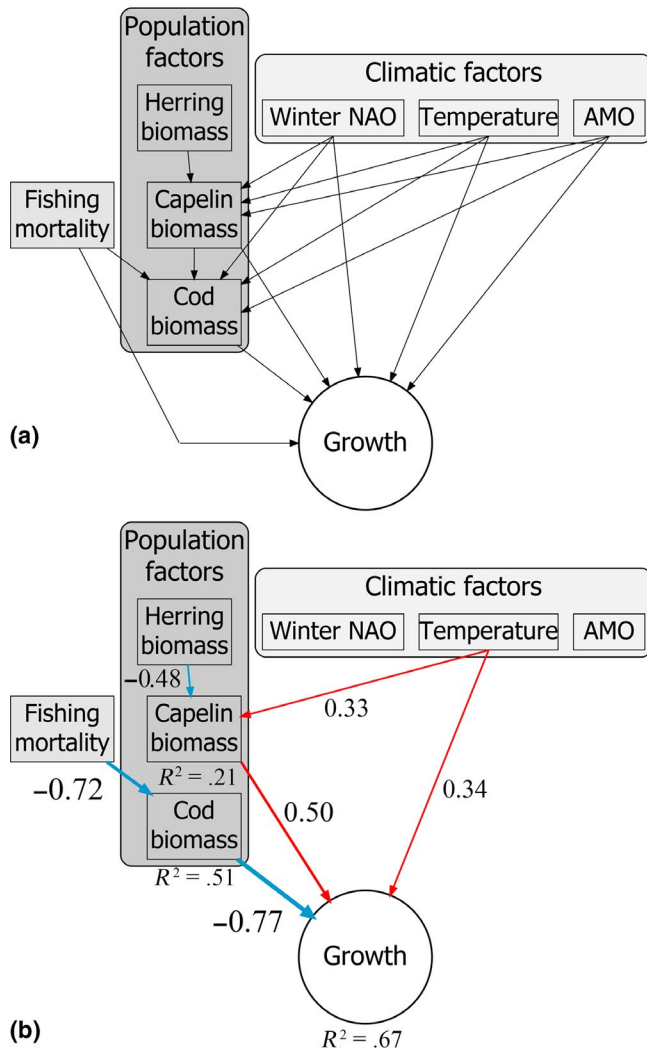 Population
factors
Climatic factors
Herring
biomass
Winter NAO
Temperature
AMO
Fishing
mortality
Capelin
biomass
Cod
biomass
Growth
(a)
Population
factors
Climatic factors
Herring
biomass
Winter NAO
Temperature
AMO
−0.48
Fishing
mortality
Capelin
biomass
0.33
R² = .21
−0.72
Cod
biomass
0.50
0.34
R² = .51
−0.77
Growth
(b)
R² = .67